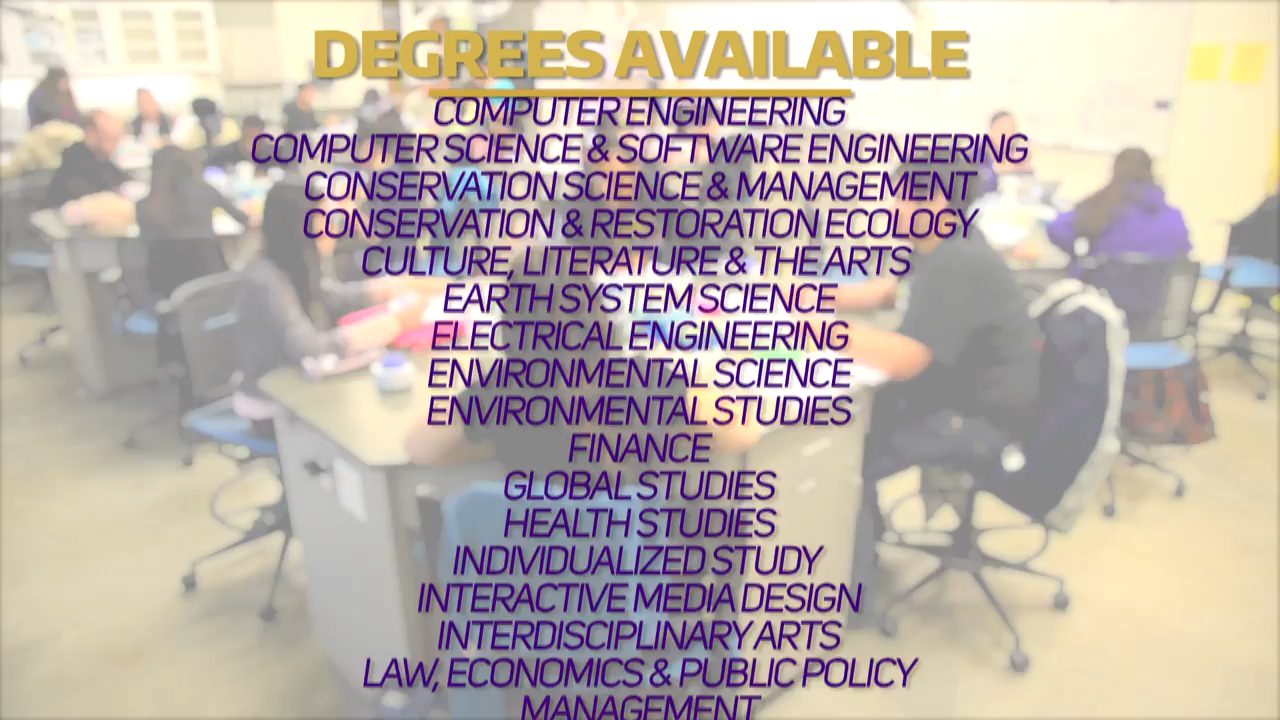 DEGREES AVAILABLE
COMPUTER ENGINEERING
COMPUTER SCIENCE & SOFTWARE ENGINEERING
CONSERVATION SCIENCE & MANAGEMENT
CONSERVATION & RESTORATION ECOLOGY
CULTURE, LITERATURE & THE ARTS
EARTH SYSTEM SCIENCE
ELECTRICAL ENGINEERING
ENVIRONMENTAL SCIENCE
ENVIRONMENTAL STUDIES
FINANCE
GLOBAL STUDIES
HEALTH STUDIES
INDIVIDUALIZED STUDY
INTERACTIVE MEDIA DESIGN
INTERDISCIPLINARY ARTS
LAW, ECONOMICS & PUBLIC POLICY
MANAGEMENT